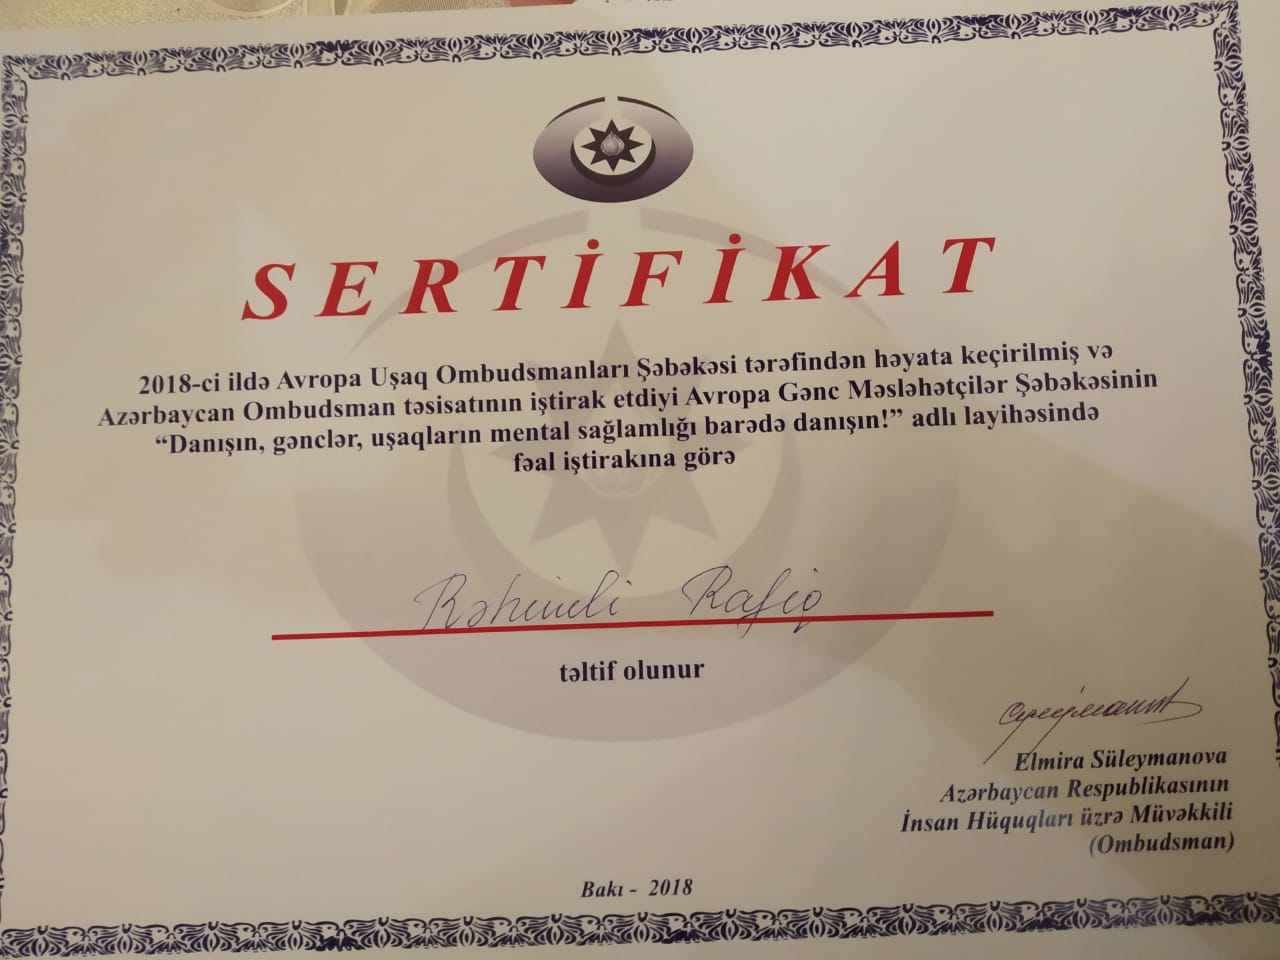 SERTİFİKAT
2018-ci ildə Avropa Uşaq Ombudsmanları Şəbəkəsi tərəfindən həyata keçirilmiş və
Azərbaycan Ombudsman təsisatının iştirak etdiyi Avropa Gənc Məsləhətçilər Şəbəkəsinin
“Danışın, gənclər, uşaqların mental sağlamlığı barədə danışın!” adlı layihəsində
fəal iştirakına görə
Rəhimli Rafiq
təltif olunur
Elmira Süleymanova
Azərbaycan Respublikasının
İnsan Hüquqları üzrə Müvəkkili
(Ombudsman)
Bakı - 2018